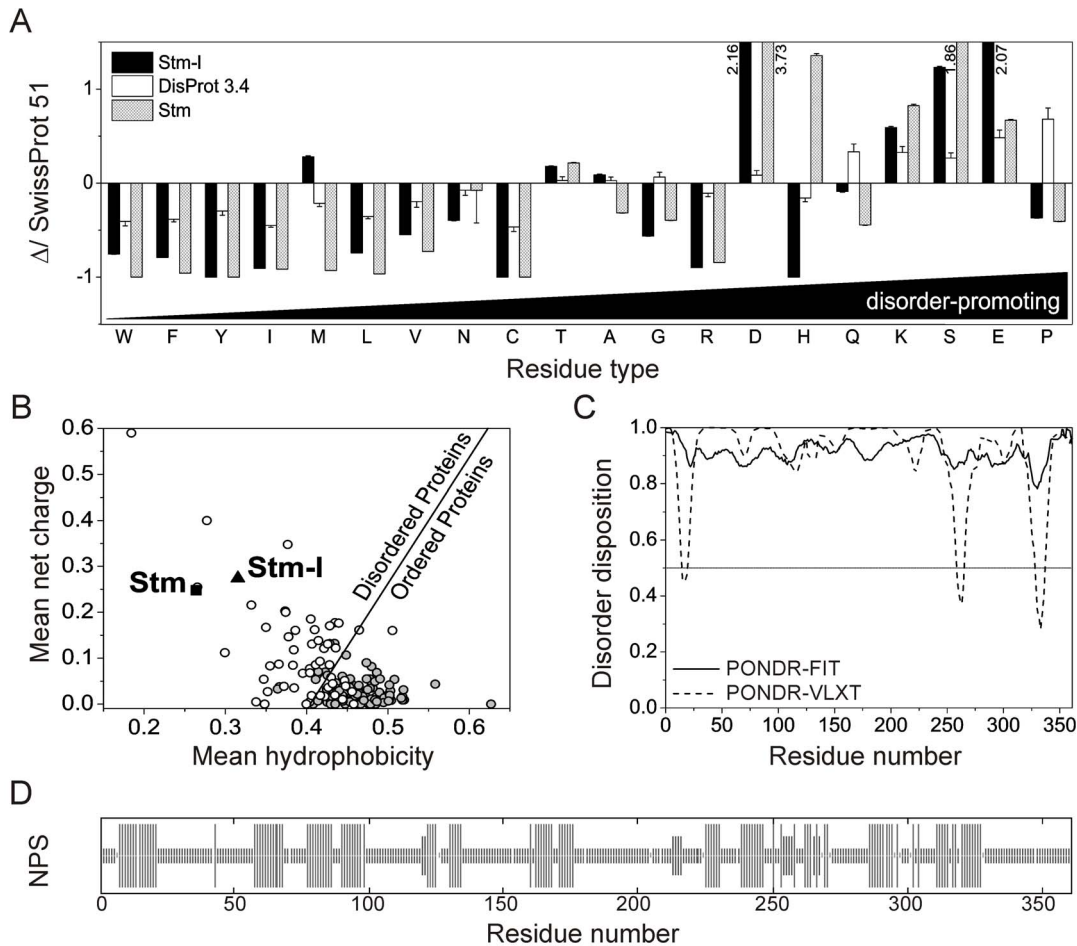 A
Δ/ SwissProt 51
Stm-I
DisProt 3.4
Stm
2.16
3.73
1.86
2.07
1
0
-1
disorder-promoting
W F Y I M L V N C T A G R D H Q K S E P
Residue type
B
Mean net charge
0.6
0.5
0.4
0.3
0.2
0.1
0.0
Stm
Stm-I
Disordered Proteins
Ordered Proteins
0.2 0.3 0.4 0.5 0.6
Mean hydrophobicity
C
Disorder disposition
1.0
0.8
0.6
0.4
0.2
0.0
PONDR-FIT
PONDR-VLXT
0 50 100 150 200 250 300 350
Residue number
D
NPS
0 50 100 150 200 250 300 350
Residue number